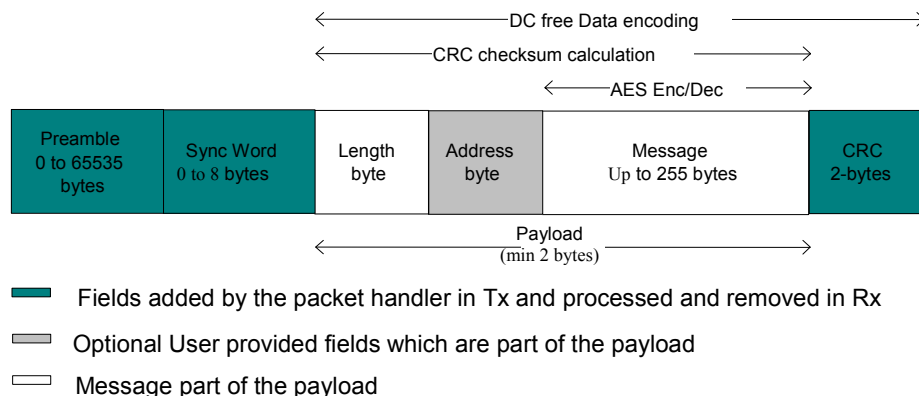 DC free Data encoding
CRC checksum calculation
AES Enc/Dec
Preamble
0 to 65535
bytes
Sync Word
0 to 8 bytes
Length
byte
Address
byte
Message
Up to 255 bytes
CRC
2-bytes
Payload
(min 2 bytes)
Fields added by the packet handler in Tx and processed and removed in Rx
Optional User provided fields which are part of the payload
Message part of the payload